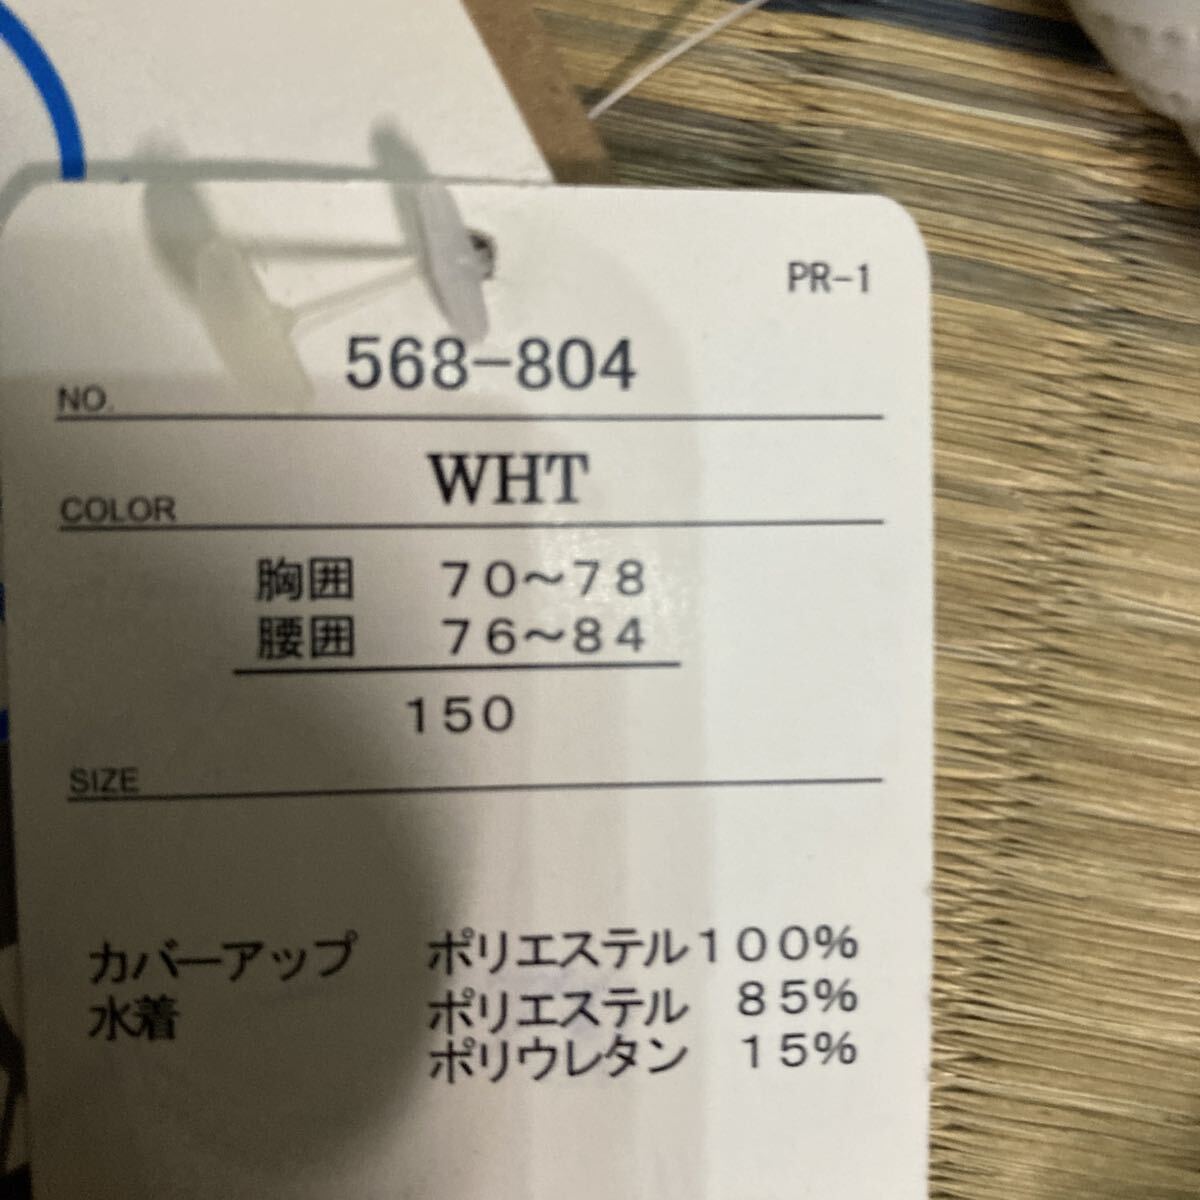 PR-1
NO. 568-804
COLOR WHT
胸囲 70〜78
腰囲 76〜84
150
SIZE
カバーアップ ポリエステル100%
水着 ポリエステル 85%
ポリウレタン 15%